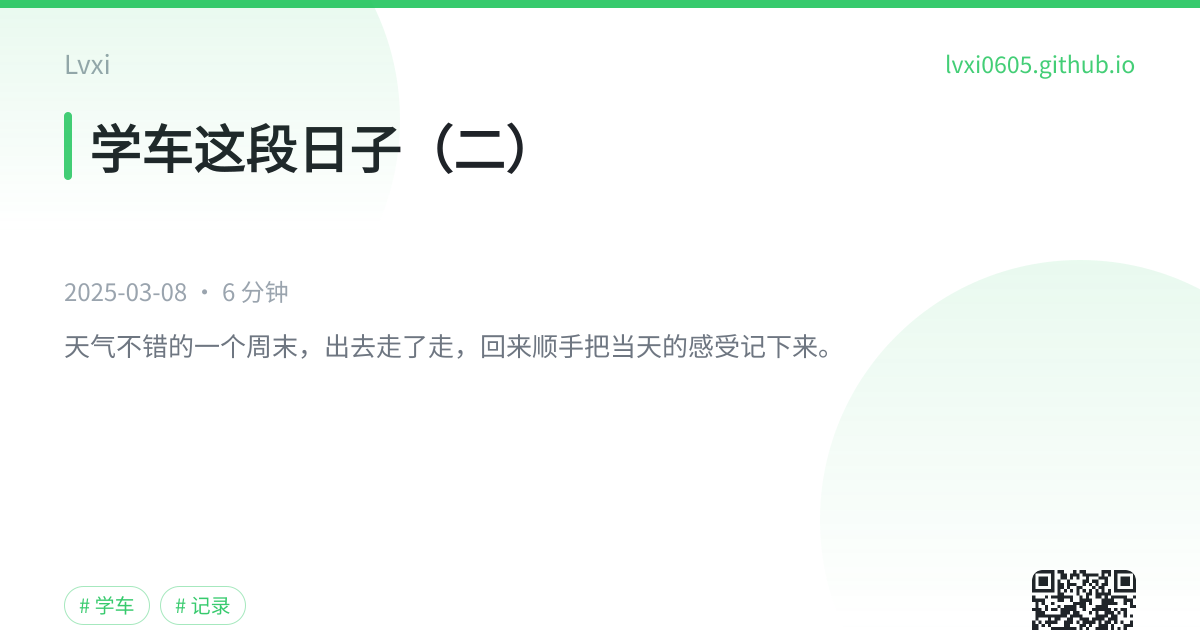 Lvxi
lvxi0605.github.io
学车这段日子（二）
2025-03-08 · 6 分钟
天气不错的一个周末，出去走了走，回来顺手把当天的感受记下来。
# 学车
# 记录